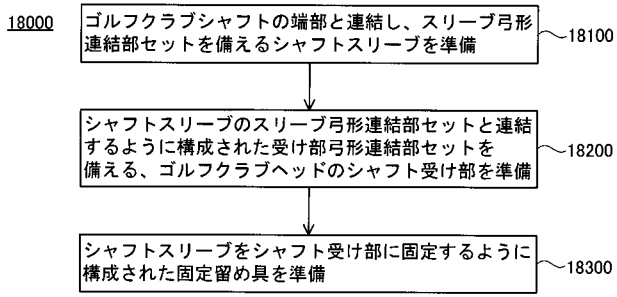 18000
ゴルフクラブシャフトの端部と連結し、スリーブ弓形
連結部セットを備えるシャフトスリーブを準備
18100
シャフトスリーブのスリーブ弓形連結部セットと連結
するように構成された受け部弓形連結部セットを
備える、ゴルフクラブヘッドのシャフト受け部を準備
18200
シャフトスリーブをシャフト受け部に固定するように
構成された固定留め具を準備
18300